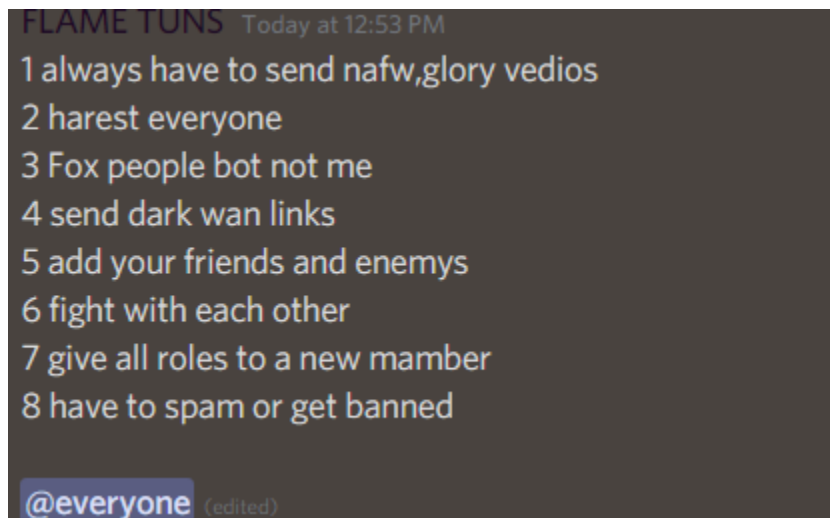 FLAME TUNS Today at 12:53 PM
1 always have to send nafw,glory vedios
2 harest everyone
3 Fox people bot not me
4 send dark wan links
5 add your friends and enemys
6 fight with each other
7 give all roles to a new mamber
8 have to spam or get banned
@everyone (edited)